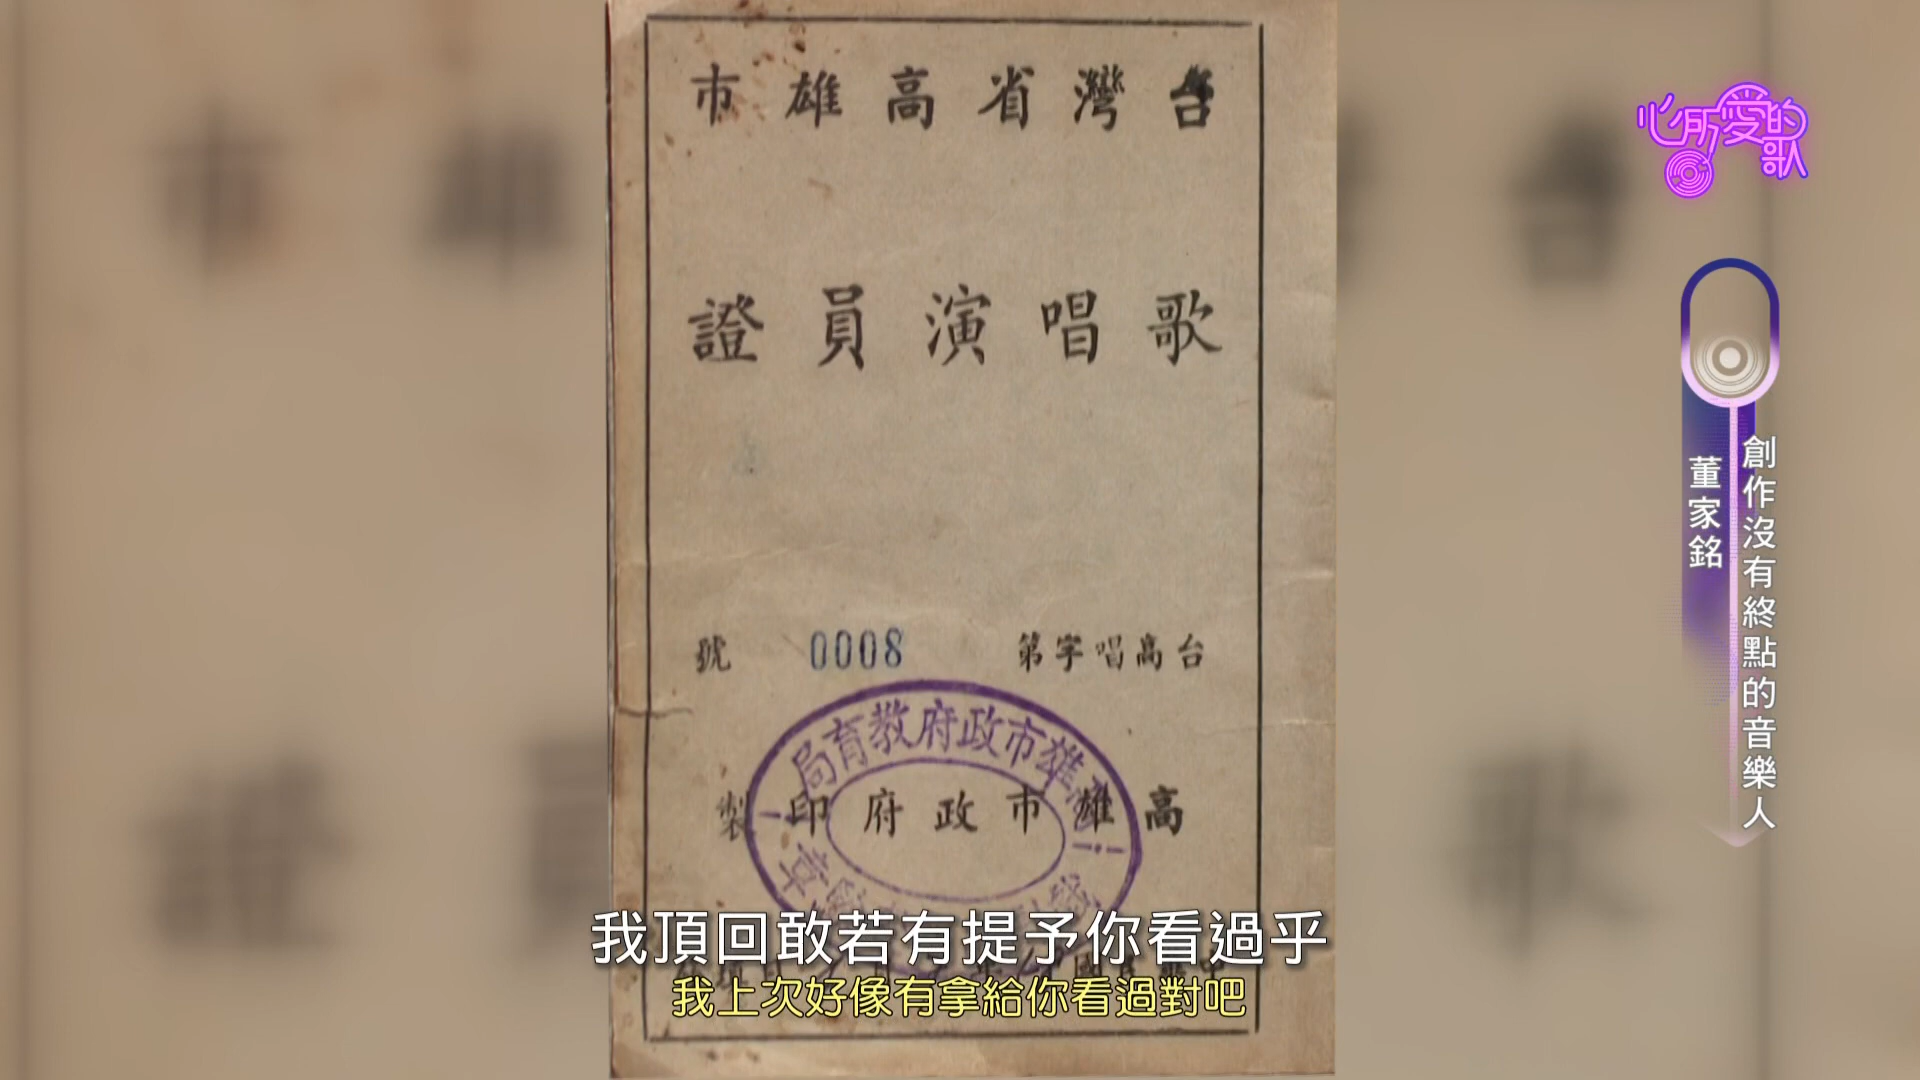 台灣省高雄市
歌唱演員證
台高唱字第 0008 號
高雄市政府教育局
高雄市政府印製
我頂回敢若有提予你看過乎
我上次好像有拿給你看過對吧
心所愛的歌
創作沒有終點的音樂人
董家銘